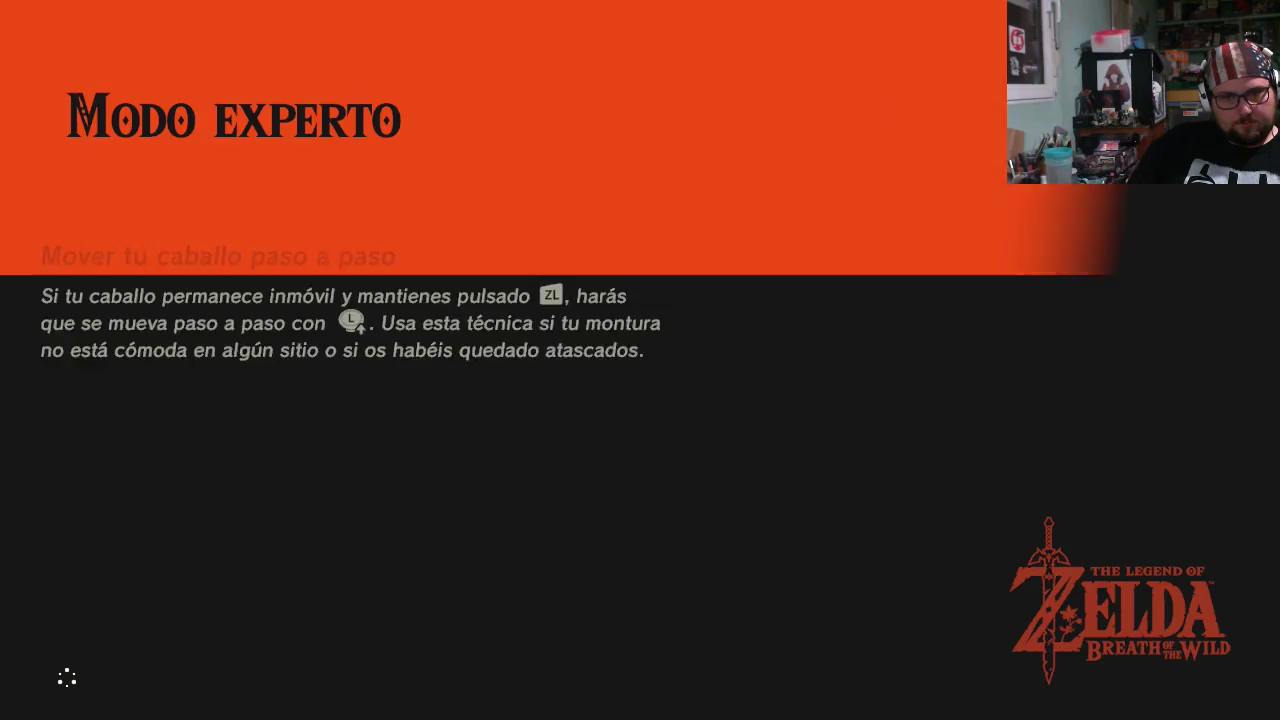 Modo experto
Mover tu caballo paso a paso
Si tu caballo permanece inmóvil y mantienes pulsado ZL, harás
que se mueva paso a paso con L. Usa esta técnica si tu montura
no está cómoda en algún sitio o si os habéis quedado atascados.
THE LEGEND OF
ZELDA
BREATH OF THE WILD